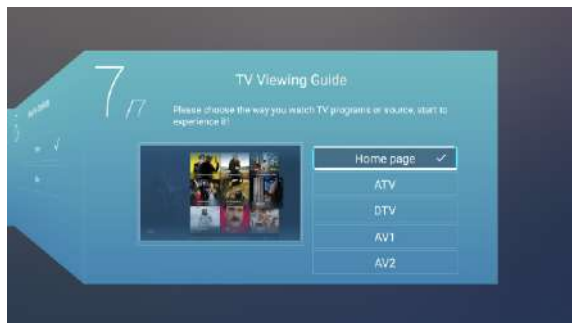 7/7
TV Viewing Guide
Please choose the way you watch TV programs or source, start to
experience it!
Home page
ATV
DTV
AV1
AV2